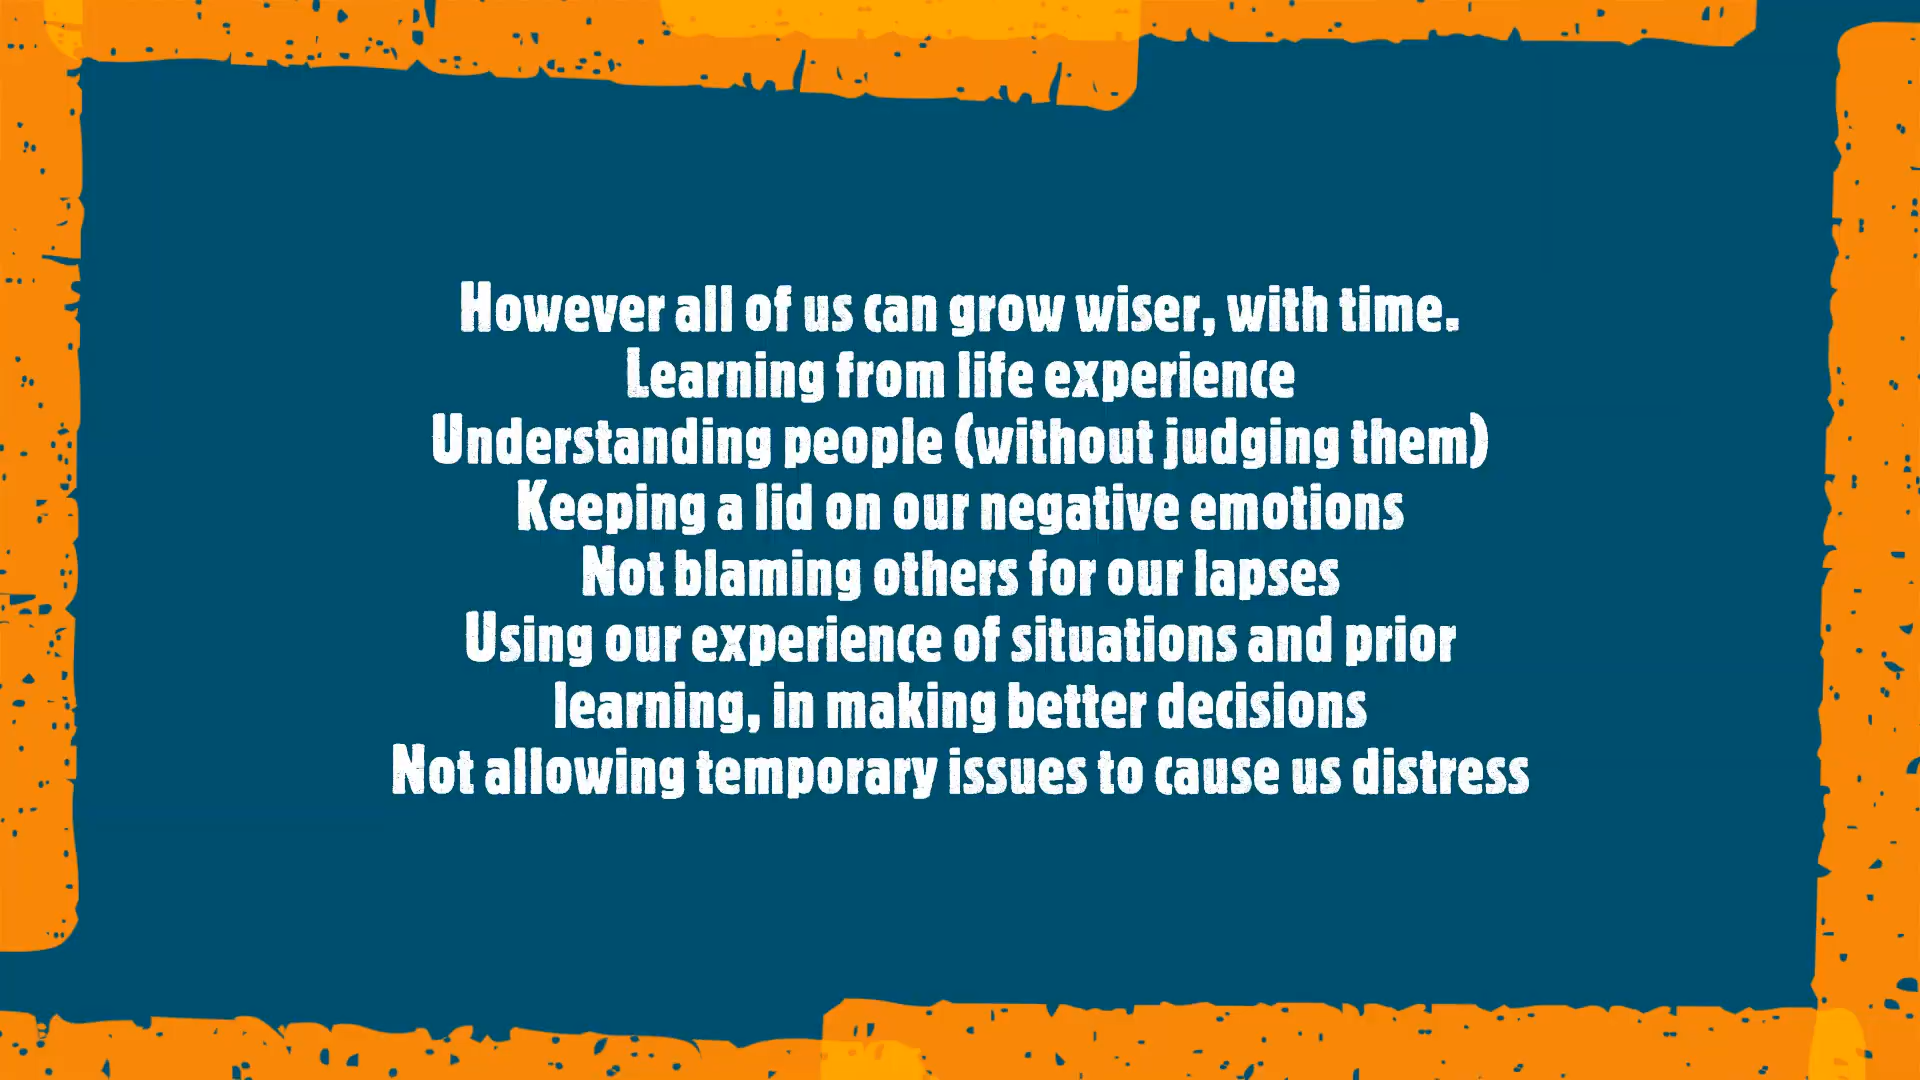 However all of us can grow wiser, with time.
Learning from life experience
Understanding people (without judging them)
Keeping a lid on our negative emotions
Not blaming others for our lapses
Using our experience of situations and prior
learning, in making better decisions
Not allowing temporary issues to cause us distress